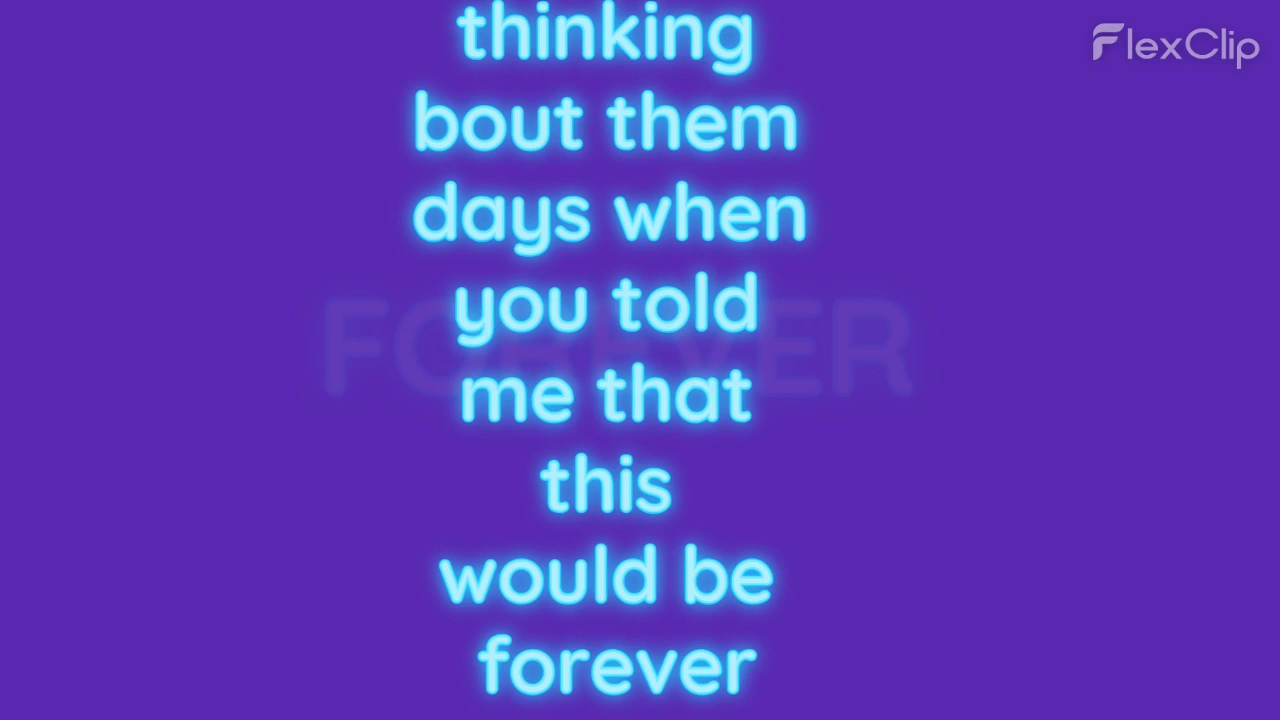 thinking
FlexClip
bout them
days when
you told
FOREVER
me that
this
would be
forever